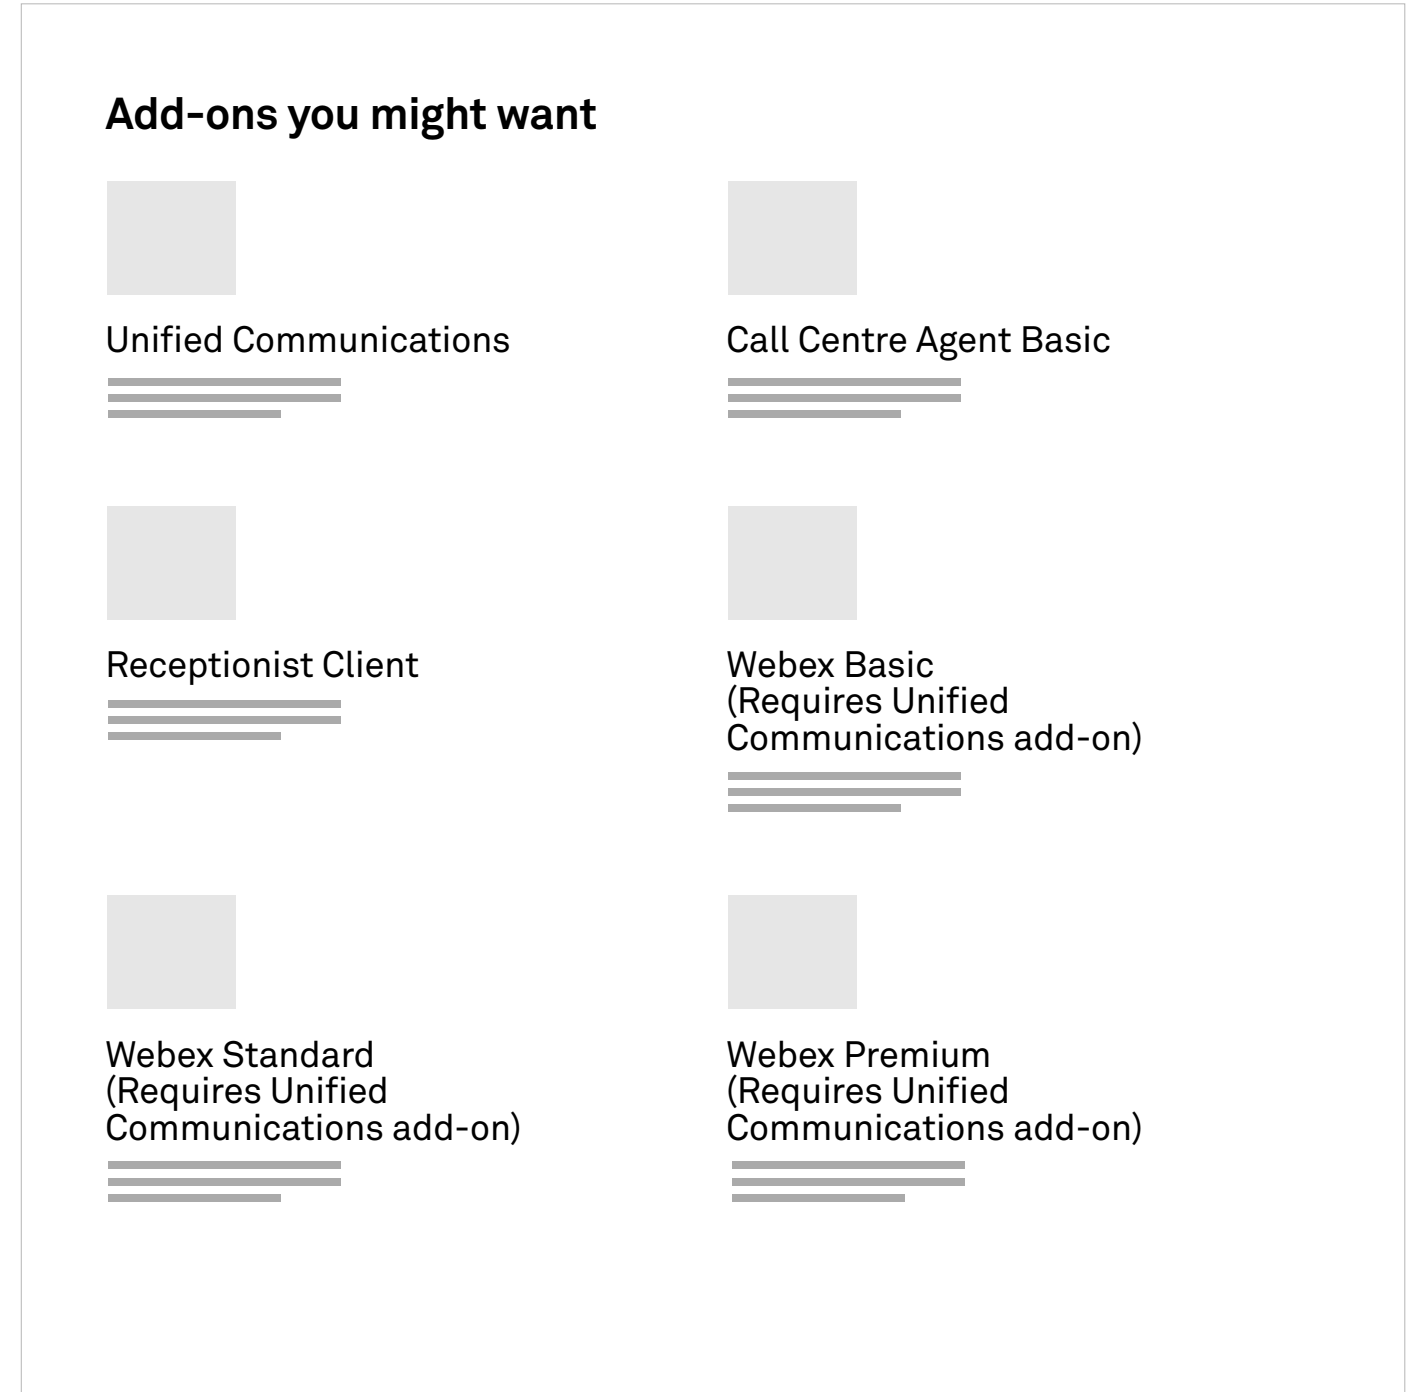 Add-ons you might want
Unified Communications
Call Centre Agent Basic
Receptionist Client
Webex Basic
(Requires Unified
Communications add-on)
Webex Standard
(Requires Unified
Communications add-on)
Webex Premium
(Requires Unified
Communications add-on)